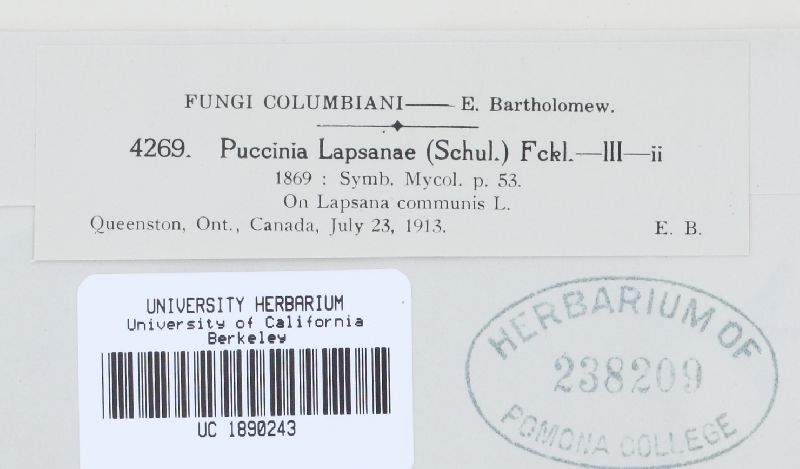 FUNGI COLUMBIANI—— E. Bartholomew.
4269. Puccinia Lapsanae (Schul.) Fckl.—III—ii
1869 : Symb. Mycol. p. 53.
On Lapsana communis L.
Queenston, Ont., Canada, July 23, 1913. E. B.
UNIVERSITY HERBARIUM
University of California
Berkeley
UC 1890243
HERBARIUM OF
238209
POMONA COLLEGE